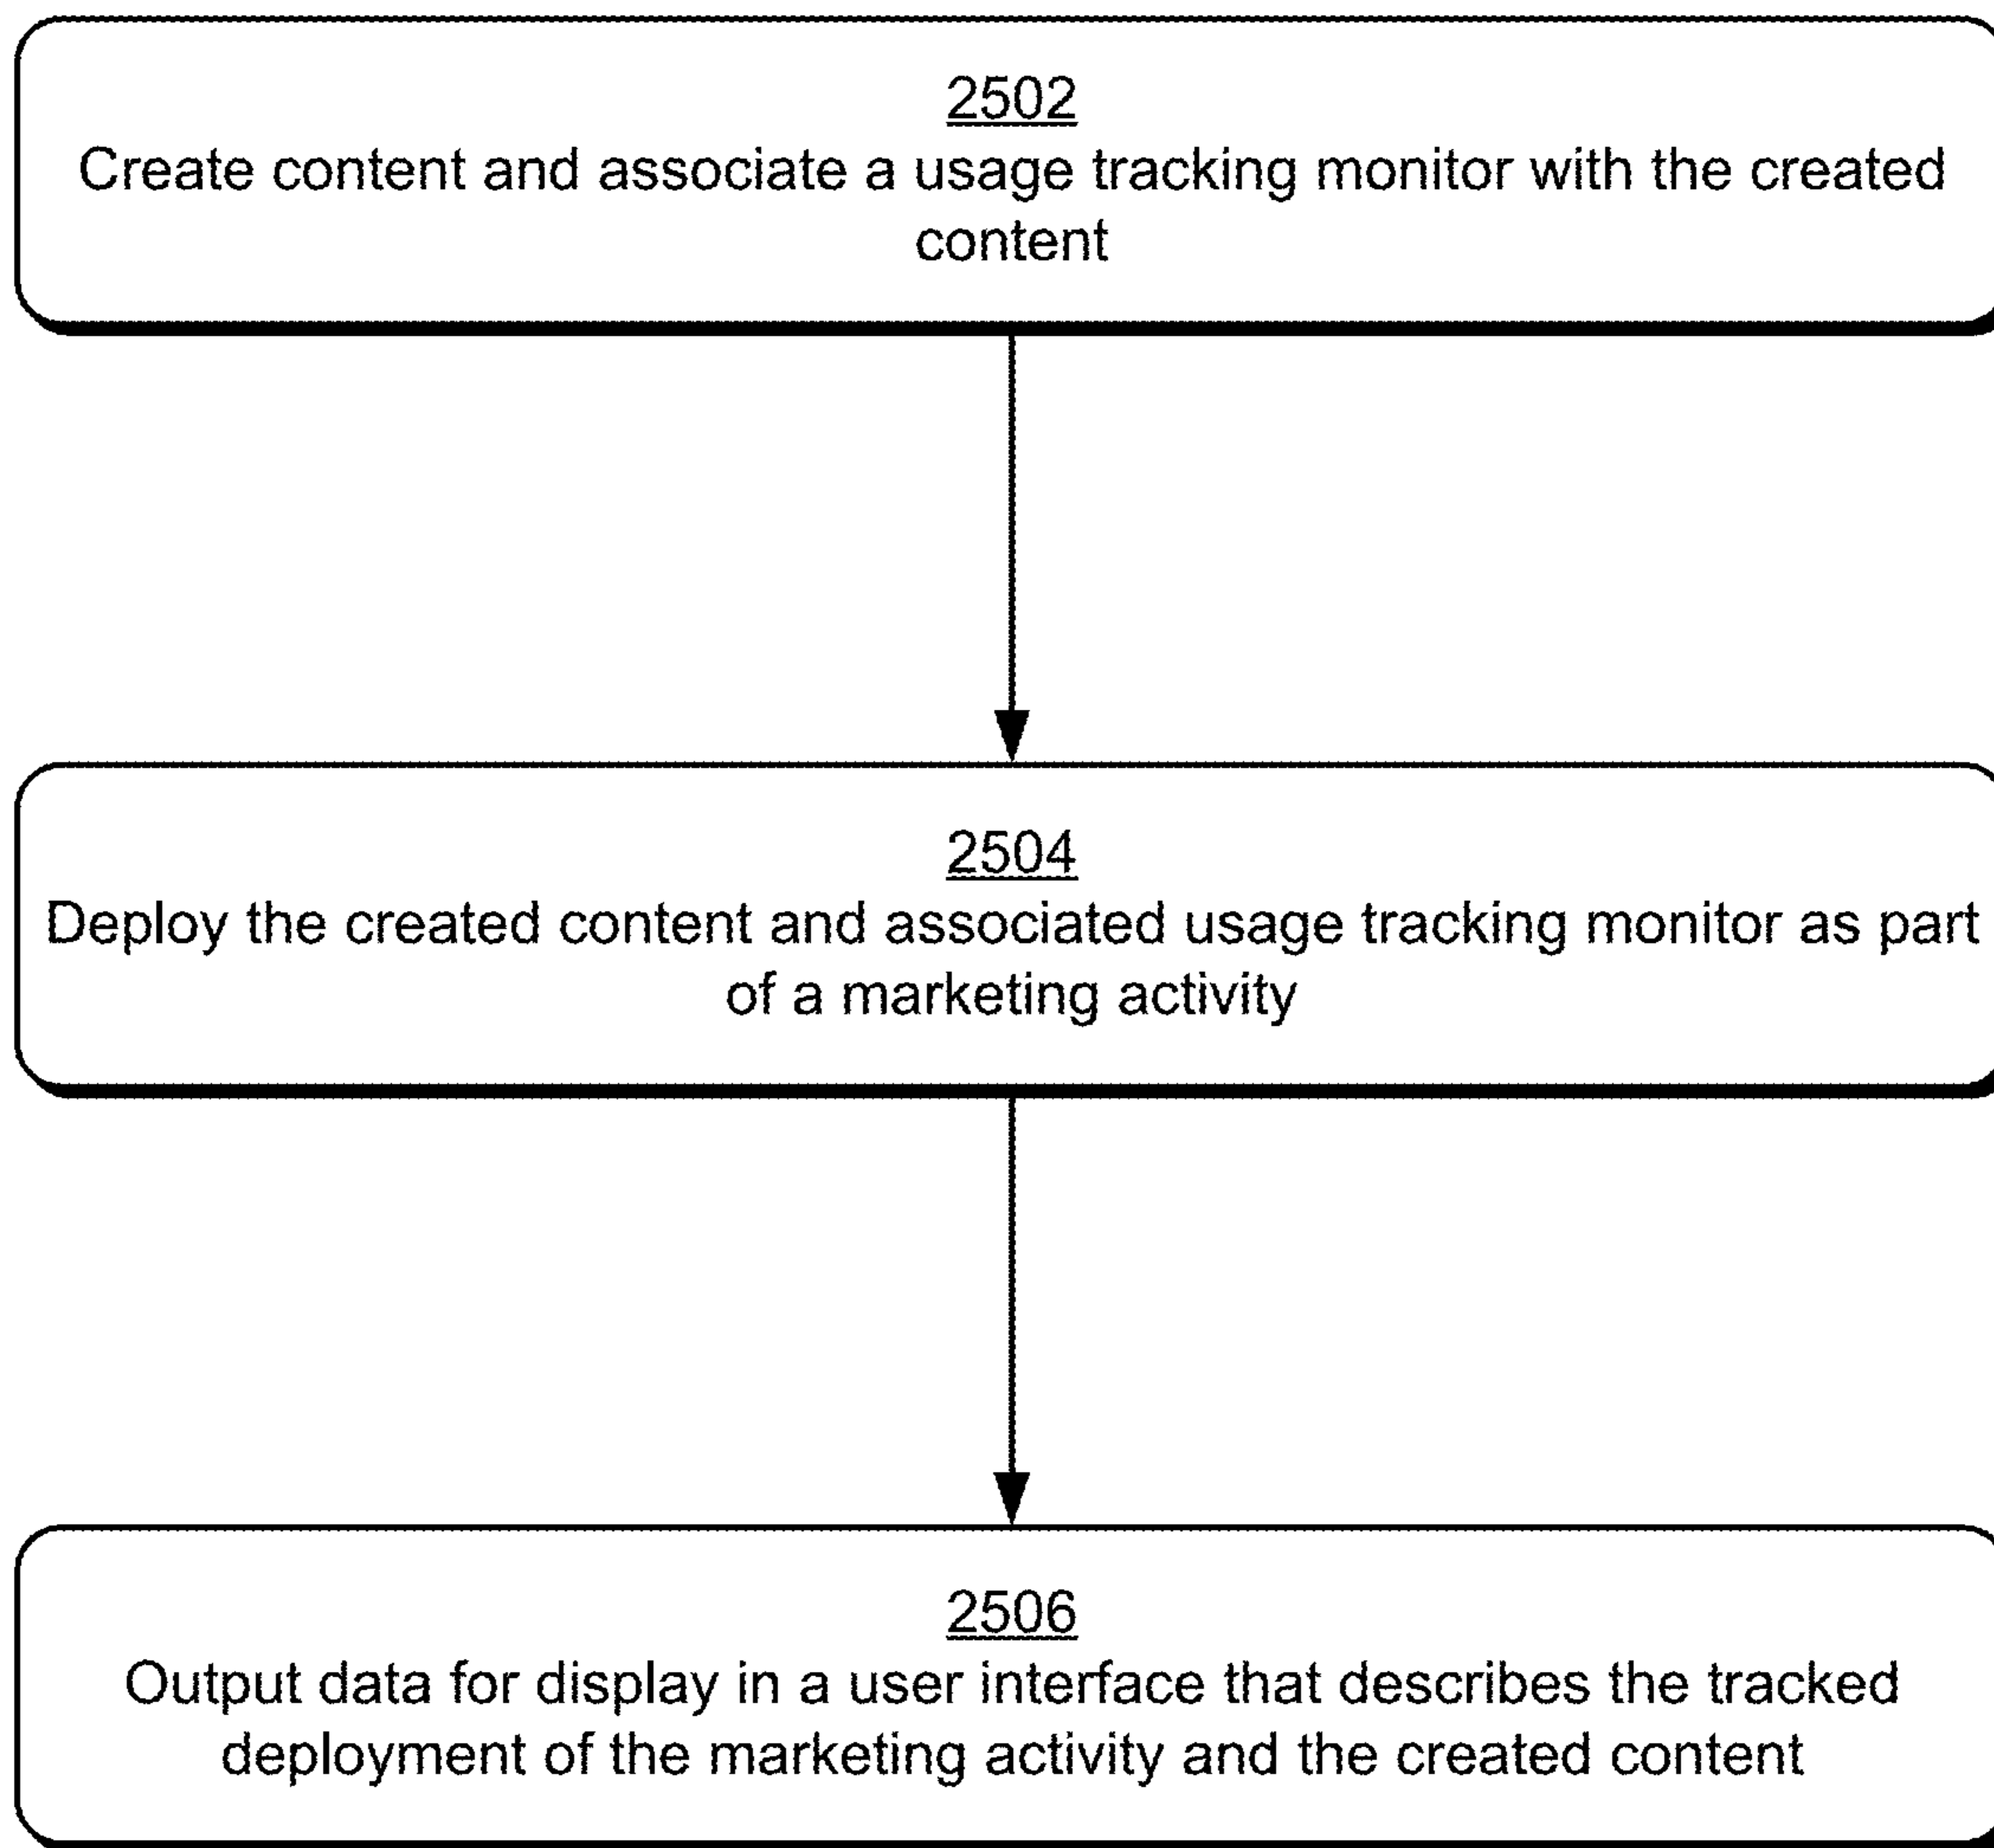 2502
Create content and associate a usage tracking monitor with the created
content
2504
Deploy the created content and associated usage tracking monitor as part
of a marketing activity
2506
Output data for display in a user interface that describes the tracked
deployment of the marketing activity and the created content